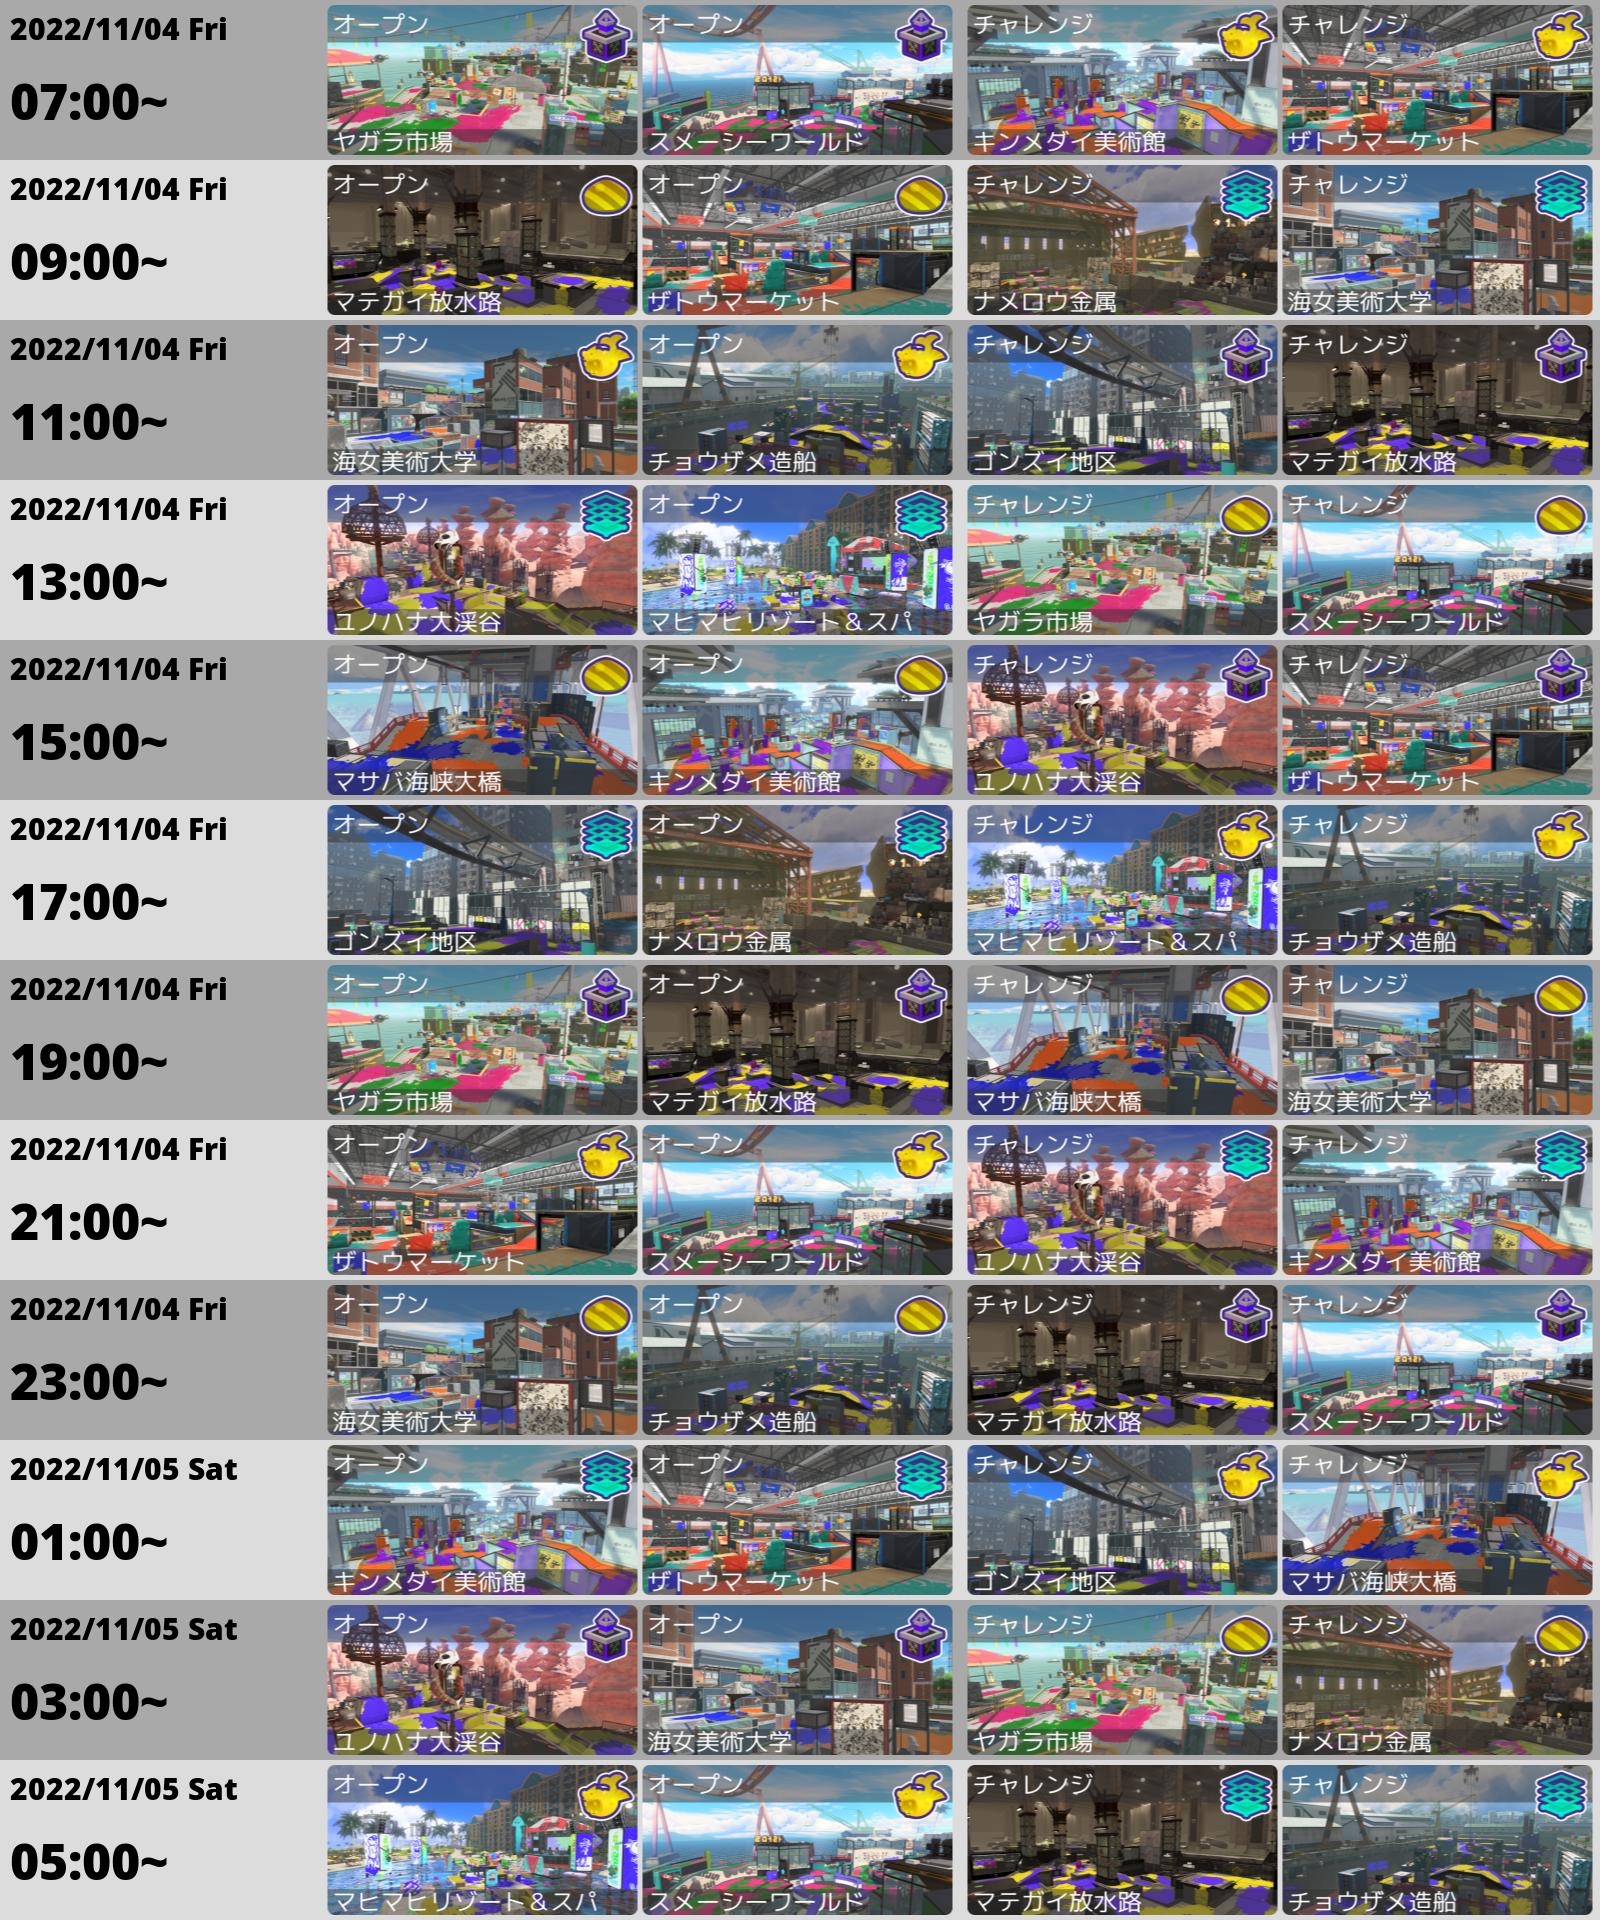 2022/11/04 Fri
07:00~
オープン
ヤガラ市場
オープン
スメーシーワールド
チャレンジ
キンメダイ美術館
チャレンジ
ザトウマーケット
2022/11/04 Fri
09:00~
オープン
マテガイ放水路
オープン
ザトウマーケット
チャレンジ
ナメロウ金属
チャレンジ
海女美術大学
2022/11/04 Fri
11:00~
オープン
海女美術大学
オープン
チョウザメ造船
チャレンジ
ゴンズイ地区
チャレンジ
マテガイ放水路
2022/11/04 Fri
13:00~
オープン
ユノハナ大渓谷
オープン
マヒマヒリゾート&スパ
チャレンジ
ヤガラ市場
チャレンジ
スメーシーワールド
2022/11/04 Fri
15:00~
オープン
マサバ海峡大橋
オープン
キンメダイ美術館
チャレンジ
ユノハナ大渓谷
チャレンジ
ザトウマーケット
2022/11/04 Fri
17:00~
オープン
ゴンズイ地区
オープン
ナメロウ金属
チャレンジ
マヒマヒリゾート&スパ
チャレンジ
チョウザメ造船
2022/11/04 Fri
19:00~
オープン
ヤガラ市場
オープン
マテガイ放水路
チャレンジ
マサバ海峡大橋
チャレンジ
海女美術大学
2022/11/04 Fri
21:00~
オープン
ザトウマーケット
オープン
スメーシーワールド
チャレンジ
ユノハナ大渓谷
チャレンジ
キンメダイ美術館
2022/11/04 Fri
23:00~
オープン
海女美術大学
オープン
チョウザメ造船
チャレンジ
マテガイ放水路
チャレンジ
スメーシーワールド
2022/11/05 Sat
01:00~
オープン
キンメダイ美術館
オープン
ザトウマーケット
チャレンジ
ゴンズイ地区
チャレンジ
マサバ海峡大橋
2022/11/05 Sat
03:00~
オープン
ユノハナ大渓谷
オープン
海女美術大学
チャレンジ
ヤガラ市場
チャレンジ
ナメロウ金属
2022/11/05 Sat
05:00~
オープン
マヒマヒリゾート&スパ
オープン
スメーシーワールド
チャレンジ
マテガイ放水路
チャレンジ
チョウザメ造船